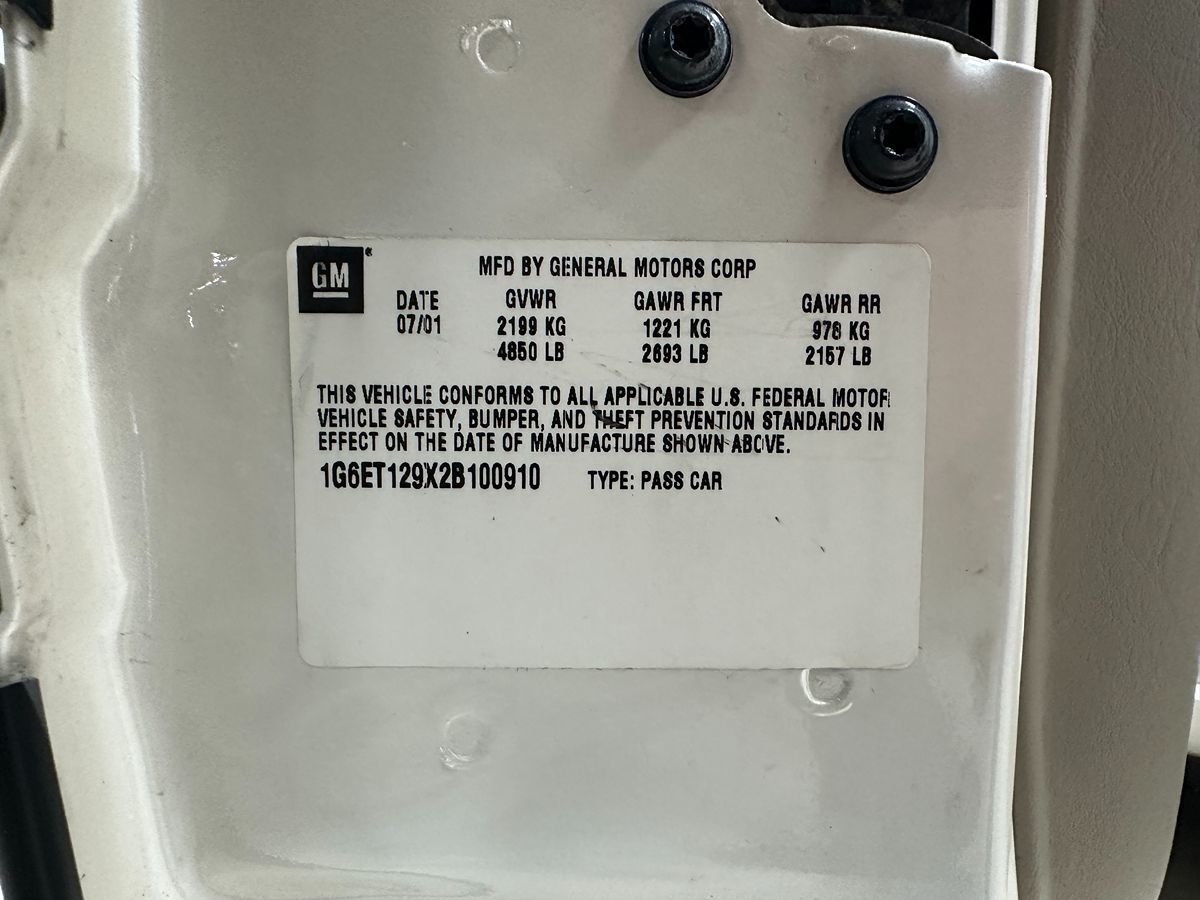 GM®
MFD BY GENERAL MOTORS CORP
DATE GVWR GAWR FRT GAWR RR
07/01 2199 KG 1221 KG 978 KG
4850 LB 2693 LB 2157 LB
THIS VEHICLE CONFORMS TO ALL APPLICABLE U.S. FEDERAL MOTOR
VEHICLE SAFETY, BUMPER, AND THEFT PREVENTION STANDARDS IN
EFFECT ON THE DATE OF MANUFACTURE SHOWN ABOVE.
1G6ET129X2B100910 TYPE: PASS CAR